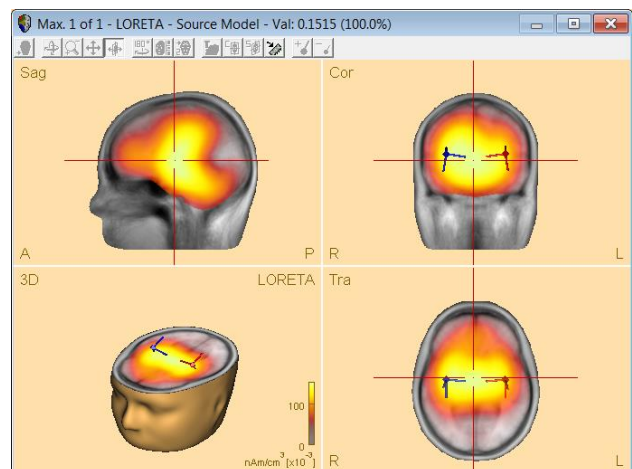 Max. 1 of 1 - LORETA - Source Model - Val: 0.1515 (100.0%)
Sag
Cor
A
P
R
L
3D
LORETA
Tra
100
0
nAm/cm³ [x10⁻³]
R
L